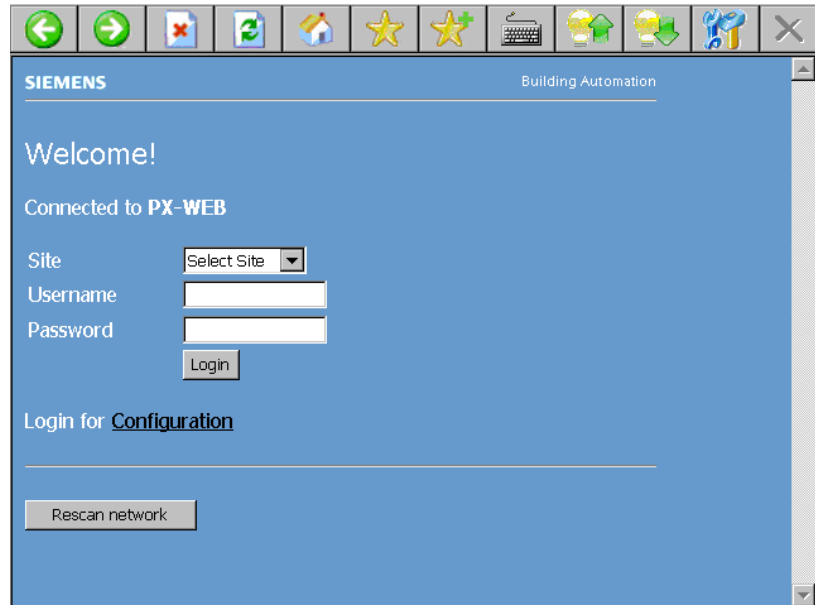 SIEMENS Building Automation
Welcome!
Connected to PX-WEB
Site Select Site
Username
Password
Login
Login for Configuration
Rescan network